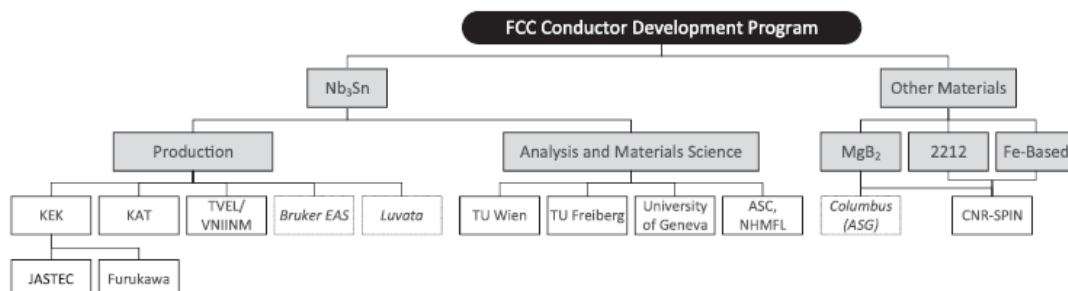 FCC Conductor Development Program
Nb₃Sn
Other Materials
Production
Analysis and Materials Science
MgB₂
2212
Fe-Based
KEK
KAT
TVEL/
VNIINM
Bruker EAS
Luvata
TU Wien
TU Freiberg
University
of Geneva
ASC,
NHMFL
Columbus
(ASG)
CNR-SPIN
JASTEC
Furukawa